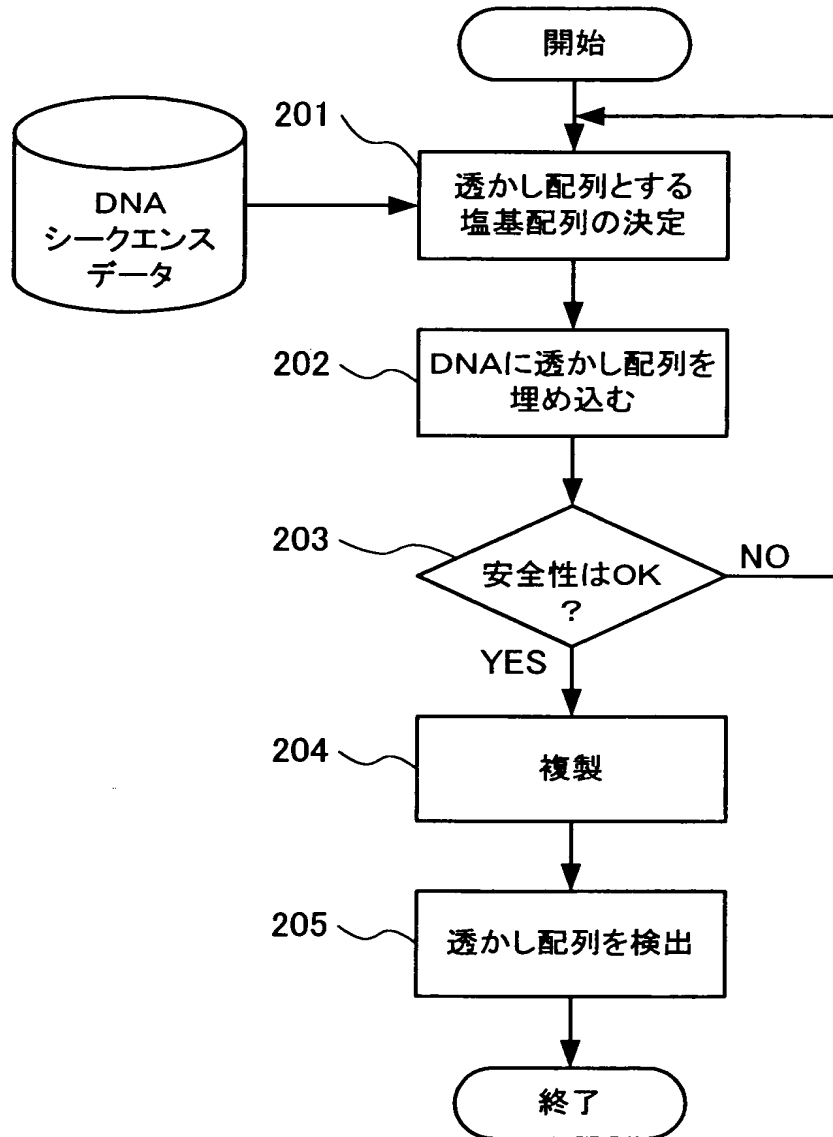 開始
201
DNA
シークエンス
データ
透かし配列とする
塩基配列の決定
202
DNAに透かし配列を
埋め込む
203
安全性はOK
?
NO
YES
204
複製
205
透かし配列を検出
終了